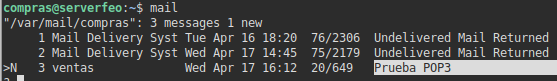 compras@serverfeo:~$ mail
"/var/mail/compras": 3 messages 1 new
1 Mail Delivery Syst Tue Apr 16 18:20 76/2306 Undelivered Mail Returned
2 Mail Delivery Syst Wed Apr 17 14:45 75/2179 Undelivered Mail Returned
>N 3 ventas Wed Apr 17 16:12 20/649 Prueba POP3